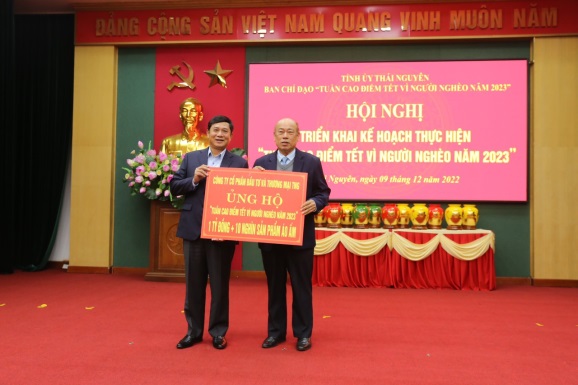 ĐẢNG CỘNG SẢN VIỆT NAM QUANG VINH MUÔN NĂM
TỈNH ỦY THÁI NGUYÊN
BAN CHỈ ĐẠO "TUẦN CAO ĐIỂM TẾT VÌ NGƯỜI NGHÈO NĂM 2023"
HỘI NGHỊ
TRIỂN KHAI KẾ HOẠCH THỰC HIỆN
ĐIỂM TẾT VÌ NGƯỜI NGHÈO NĂM 2023"
Nguyên, ngày 09 tháng 12 năm 2022
CÔNG TY CỔ PHẦN ĐẦU TƯ VÀ THƯƠNG MẠI TNG
ỦNG HỘ
"TUẦN CAO ĐIỂM TẾT VÌ NGƯỜI NGHÈO NĂM 2023"
1 TỶ ĐỒNG + 10 NGHÌN SẢN PHẨM ÁO ẤM